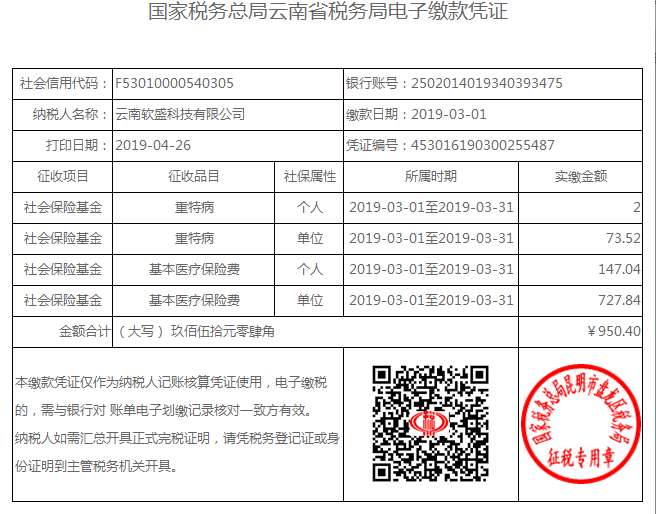 国家税务总局云南省税务局电子缴款凭证
社会信用代码： F53010000540305 银行账号：2502014019340393475
纳税人名称： 云南软盛科技有限公司 缴款日期：2019-03-01
打印日期： 2019-04-26 凭证编号：453016190300255487
征收项目 征收品目 社保属性 所属时期 实缴金额
社会保险基金 重特病 个人 2019-03-01至2019-03-31 2
社会保险基金 重特病 单位 2019-03-01至2019-03-31 73.52
社会保险基金 基本医疗保险费 个人 2019-03-01至2019-03-31 147.04
社会保险基金 基本医疗保险费 单位 2019-03-01至2019-03-31 727.84
金额合计 （大写） 玖佰伍拾元零肆角 ￥950.40
本缴款凭证仅作为纳税人记账核算凭证使用，电子缴税
的，需与银行对 账单电子划缴记录核对一致方有效。
纳税人如需汇总开具正式完税证明，请凭税务登记证或身
份证明到主管税务机关开具。
国家税务总局昆明市盘龙区税务局
征税专用章